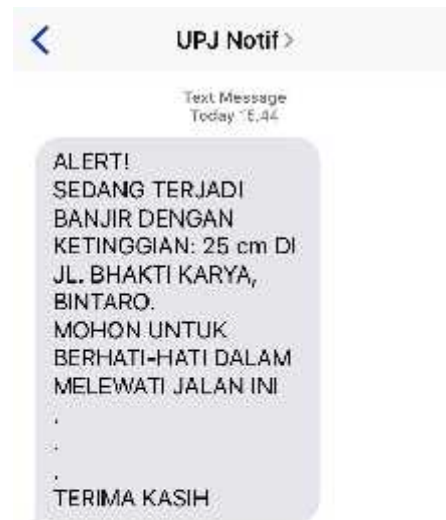 UPJ Notif >
Text Message
Today
ALERT!
SEDANG TERJADI
BANJIR DENGAN
KETINGGIAN: 25 cm DI
JL. BHAKTI KARYA,
BINTARO.
MOHON UNTUK
BERHATI-HATI DALAM
MELEWATI JALAN INI
.
.
.
TERIMA KASIH